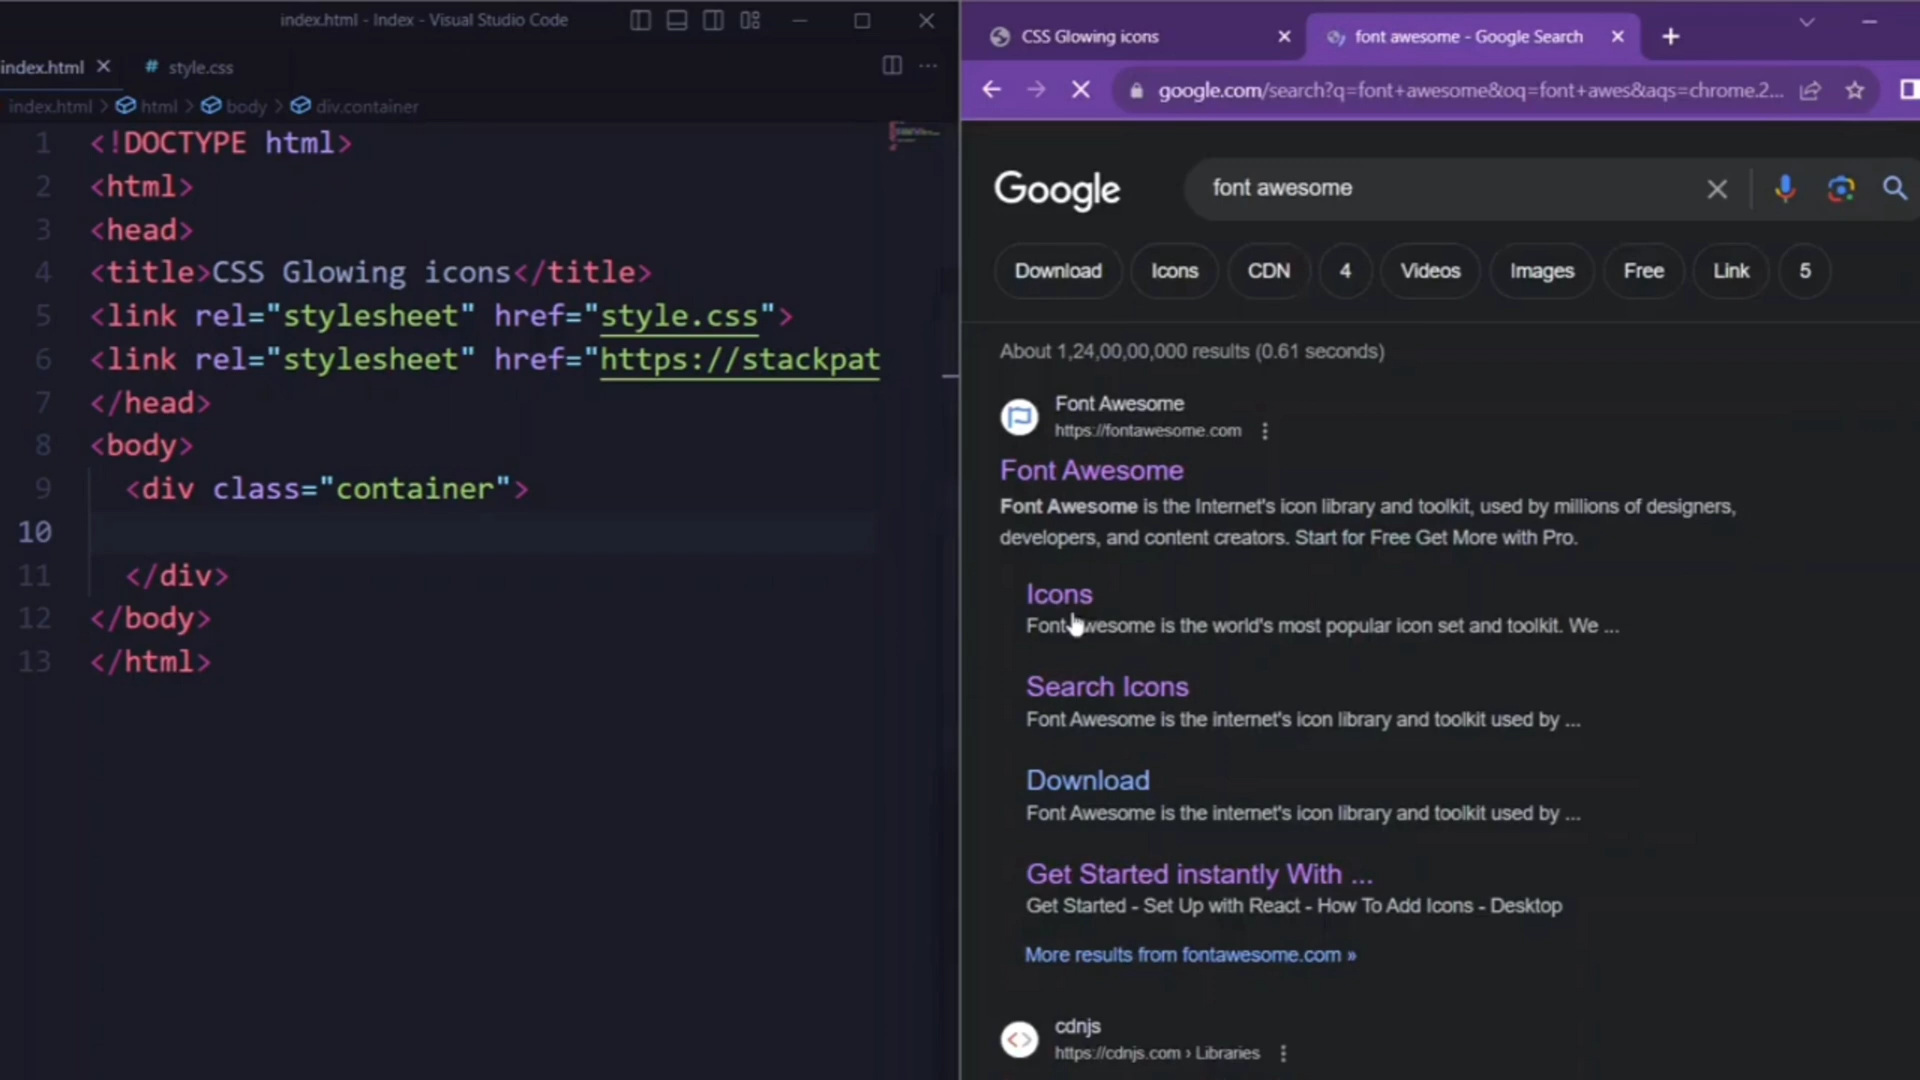 index.html - Index - Visual Studio Code
index.html
# style.css
index.html > html > body > div.container
1 <!DOCTYPE html>
2 <html>
3 <head>
4 <title>CSS Glowing icons</title>
5 <link rel="stylesheet" href="style.css">
6 <link rel="stylesheet" href="https://stackpat
7 </head>
8 <body>
9 <div class="container">
10
11 </div>
12 </body>
13 </html>
CSS Glowing icons
font awesome - Google Search
google.com/search?q=font+awesome&oq=font+awes&aqs=chrome.2...
Google
font awesome
Download Icons CDN 4 Videos Images Free Link 5
About 1,24,00,00,000 results (0.61 seconds)
Font Awesome
https://fontawesome.com
Font Awesome
Font Awesome is the Internet's icon library and toolkit, used by millions of designers,
developers, and content creators. Start for Free Get More with Pro.
Icons
Font Awesome is the world's most popular icon set and toolkit. We ...
Search Icons
Font Awesome is the internet's icon library and toolkit used by ...
Download
Font Awesome is the internet's icon library and toolkit used by ...
Get Started instantly With ...
Get Started - Set Up with React - How To Add Icons - Desktop
More results from fontawesome.com »
cdnjs
https://cdnjs.com › Libraries